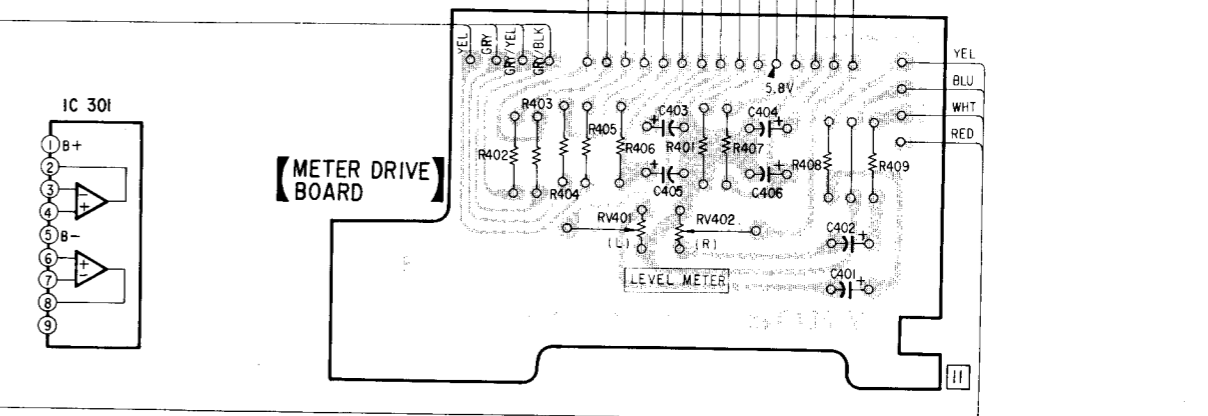 YEL
GRY
GRY/YEL
GRY/BLK
5.8V
YEL
BLU
WHT
RED
IC 301
1 B+
2
3
+
4
5 B-
6 +
7 -
8
9
【METER DRIVE
BOARD】
R403
R402
R404
R405
R406
+ C403
R401
R407
C404 +
+
C405
+
C406
R408
R409
RV401
(L)
RV402
(R)
C402
+
C401
+
LEVEL METER
11